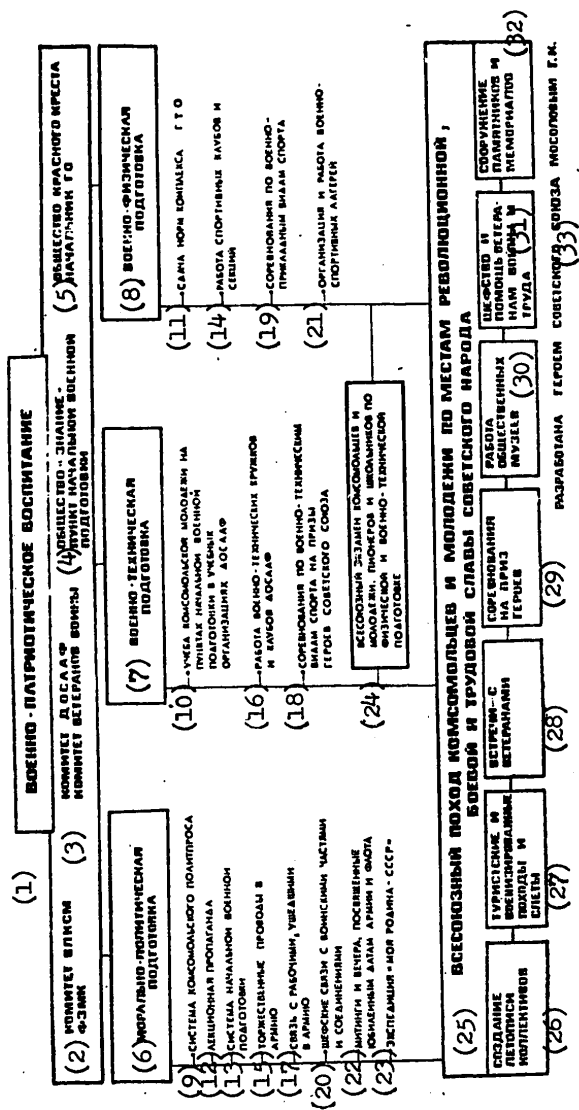 (1) ВОЕННО-ПАТРИОТИЧЕСКОЕ ВОСПИТАНИЕ
(2) КОМИТЕТ ВЛКСМ
ФЗМК
(3) КОМИТЕТ ДОСААФ
КОМИТЕТ ВЕТЕРАНОВ ВОЙНЫ
(4) ОБЩЕСТВО-ЗНАНИЕ-
ПУНКТ НАЧАЛЬНОЙ ВОЕННОЙ
ПОДГОТОВКИ
(5) ОБЩЕСТВО КРАСНОГО КРЕСТА
НАЧАЛЬНИК ГО
(6) МОРАЛЬНО-ПОЛИТИЧЕСКАЯ
ПОДГОТОВКА
(9) СИСТЕМА КОМСОМОЛЬСКОГО ПОЛИТПРОСА
(12) ЛЕКЦИОННАЯ ПРОПАГАНДА
(13) СИСТЕМА НАЧАЛЬНОЙ ВОЕННОЙ
ПОДГОТОВКИ
(15) ТОРЖЕСТВЕННЫЕ ПРОВОДЫ В
АРМИЮ
(17) СВЯЗЬ С РАБОЧИМИ, УШЕДШИМИ
В АРМИЮ
(20) ШЕФСКИЕ СВЯЗИ С ВОИНСКИМИ ЧАСТЯМИ
И СОЕДИНЕНИЯМИ
(22) МИТИНГИ И ВЕЧЕРА, ПОСВЯЩЕННЫЕ
ЮБИЛЕЙНЫМ ДАТАМ АРМИИ И ФЛОТА
(23) ЭКСПЕДИЦИЯ «МОЯ РОДИНА-СССР»
(7) ВОЕННО-ТЕХНИЧЕСКАЯ
ПОДГОТОВКА
(10) УЧЕБА КОМСОМОЛЬСКОЙ МОЛОДЕЖИ НА
ПУНКТАХ НАЧАЛЬНОЙ ВОЕННОЙ
ПОДГОТОВКИ В УЧЕБНЫХ
ОРГАНИЗАЦИЯХ ДОСААФ
(16) РАБОТА ВОЕННО-ТЕХНИЧЕСКИХ КРУЖКОВ
И КЛУБОВ ДОСААФ
(18) СОРЕВНОВАНИЯ ПО ВОЕННО-ТЕХНИЧЕСКИМ
ВИДАМ СПОРТА НА ПРИЗЫ
ГЕРОЕВ СОВЕТСКОГО СОЮЗА
(24) ВСЕСОЮЗНЫЙ ЭКЗАМЕН КОМСОМОЛЬЦЕВ И
МОЛОДЕЖИ, ПИОНЕРОВ И ШКОЛЬНИКОВ ПО
ФИЗИЧЕСКОЙ И ВОЕННО-ТЕХНИЧЕСКОЙ
ПОДГОТОВКЕ
(8) ВОЕННО-ФИЗИЧЕСКАЯ
ПОДГОТОВКА
(11) СДАЧА НОРМ КОМПЛЕКСА ГТО
(14) РАБОТА СПОРТИВНЫХ КЛУБОВ И
СЕКЦИЙ
(19) СОРЕВНОВАНИЯ ПО ВОЕННО-
ПРИКЛАДНЫМ ВИДАМ СПОРТА
(21) ОРГАНИЗАЦИЯ И РАБОТА ВОЕННО-
СПОРТИВНЫХ ЛАГЕРЕЙ
(25) ВСЕСОЮЗНЫЙ ПОХОД КОМСОМОЛЬЦЕВ И МОЛОДЕЖИ ПО МЕСТАМ РЕВОЛЮЦИОННОЙ,
БОЕВОЙ И ТРУДОВОЙ СЛАВЫ СОВЕТСКОГО НАРОДА
СОЗДАНИЕ
ЛЕТОПИСИ
КОЛЛЕКТИВОВ
(26)
ТУРИСТСКИЕ И
ВОЕНИЗИРОВАННЫЕ
ПОХОДЫ И
СЛЕТЫ
(27)
ВСТРЕЧИ С
ВЕТЕРАНАМИ
(28)
СОРЕВНОВАНИЯ
НА ПРИЗ
ГЕРОЕВ
(29)
РАБОТА
ОБЩЕСТВЕННЫХ
МУЗЕЕВ (30)
ШЕФСТВО И
ПОМОЩЬ ВЕТЕРА-
НАМ ВОЙНЫ И
ТРУДА (31)
СООРУЖЕНИЕ
ПАМЯТНИКОВ И
МЕМОРИАЛОВ
(32)
РАЗРАБОТАНА ГЕРОЕМ СОВЕТСКОГО СОЮЗА МОСОЛОВЫМ Г.К.
(33)